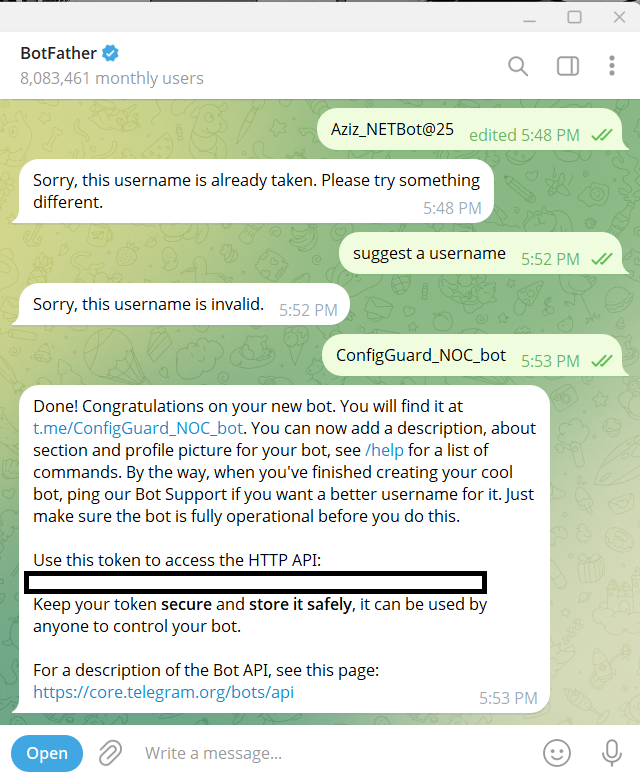 BotFather
8,083,461 monthly users
Aziz_NETBot@25 edited 5:48 PM
Sorry, this username is already taken. Please try something
different.
5:48 PM
suggest a username 5:52 PM
Sorry, this username is invalid. 5:52 PM
ConfigGuard_NOC_bot 5:53 PM
Done! Congratulations on your new bot. You will find it at
t.me/ConfigGuard_NOC_bot. You can now add a description, about
section and profile picture for your bot, see /help for a list of
commands. By the way, when you've finished creating your cool
bot, ping our Bot Support if you want a better username for it. Just
make sure the bot is fully operational before you do this.
Use this token to access the HTTP API:
Keep your token secure and store it safely, it can be used by
anyone to control your bot.
For a description of the Bot API, see this page:
https://core.telegram.org/bots/api
5:53 PM
Open
Write a message...